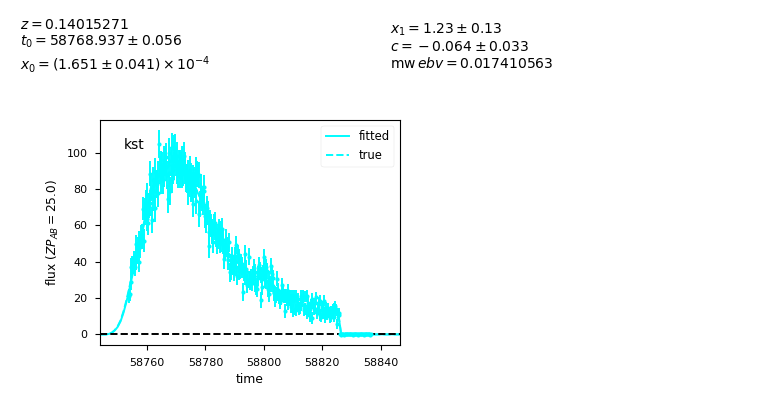 z = 0.14015271
t₀ = 58768.937 ± 0.056
x₀ = (1.651 ± 0.041) × 10⁻⁴
x₁ = 1.23 ± 0.13
c = −0.064 ± 0.033
mw ebv = 0.017410563
kst
fitted
true
flux (ZP_AB = 25.0)
100
80
60
40
20
0
58760 58780 58800 58820 58840
time